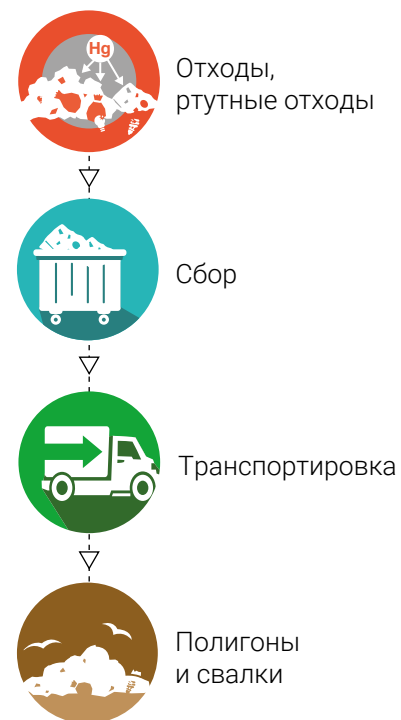 Hg
Отходы,
ртутные отходы
Сбор
Транспортировка
Полигоны
и свалки